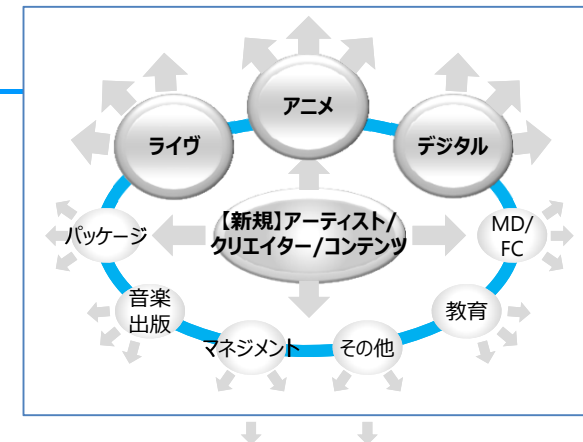 アニメ
ライヴ
デジタル
【新規】アーティスト/
クリエイター/コンテンツ
パッケージ
MD/
FC
音楽
出版
教育
マネジメント
その他